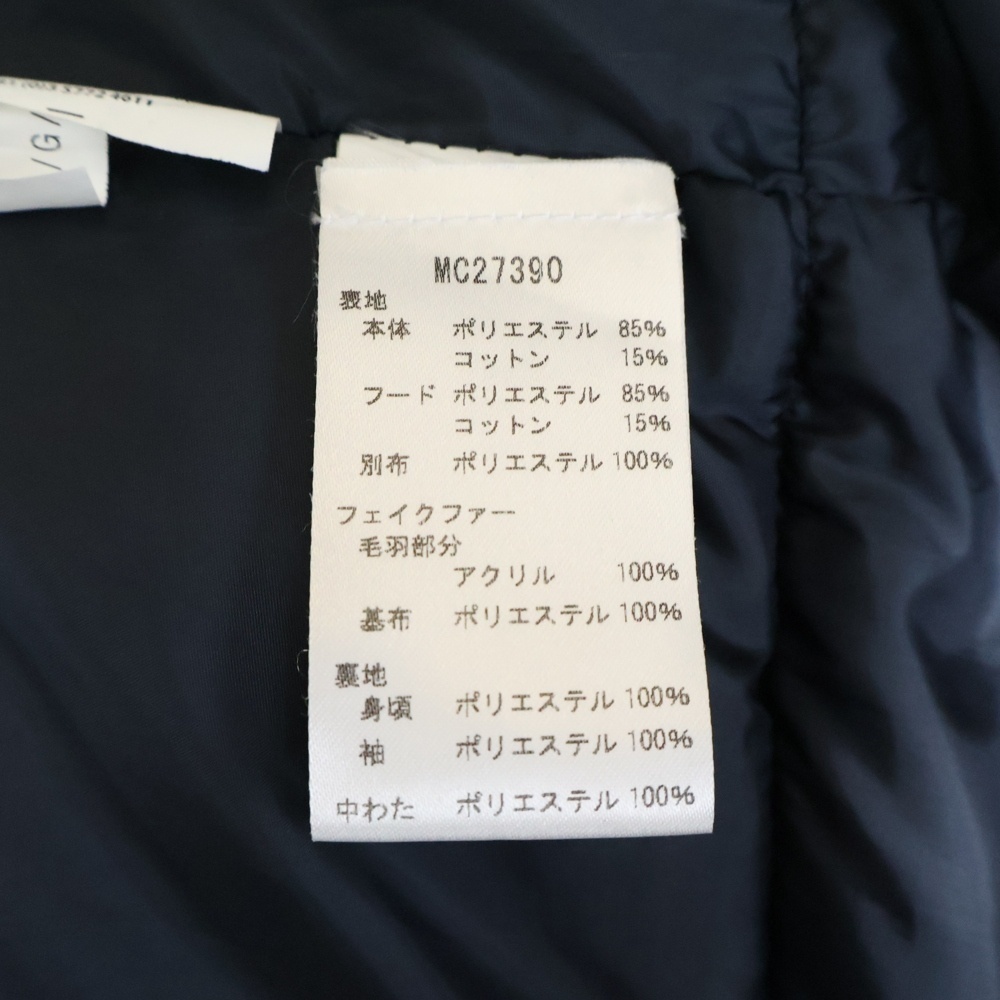 /G/
MC27390
表地
本体 ポリエステル 85%
コットン 15%
フード ポリエステル 85%
コットン 15%
別布 ポリエステル 100%
フェイクファー
毛羽部分
アクリル 100%
基布 ポリエステル 100%
裏地
身頃 ポリエステル 100%
袖 ポリエステル 100%
中わた ポリエステル 100%